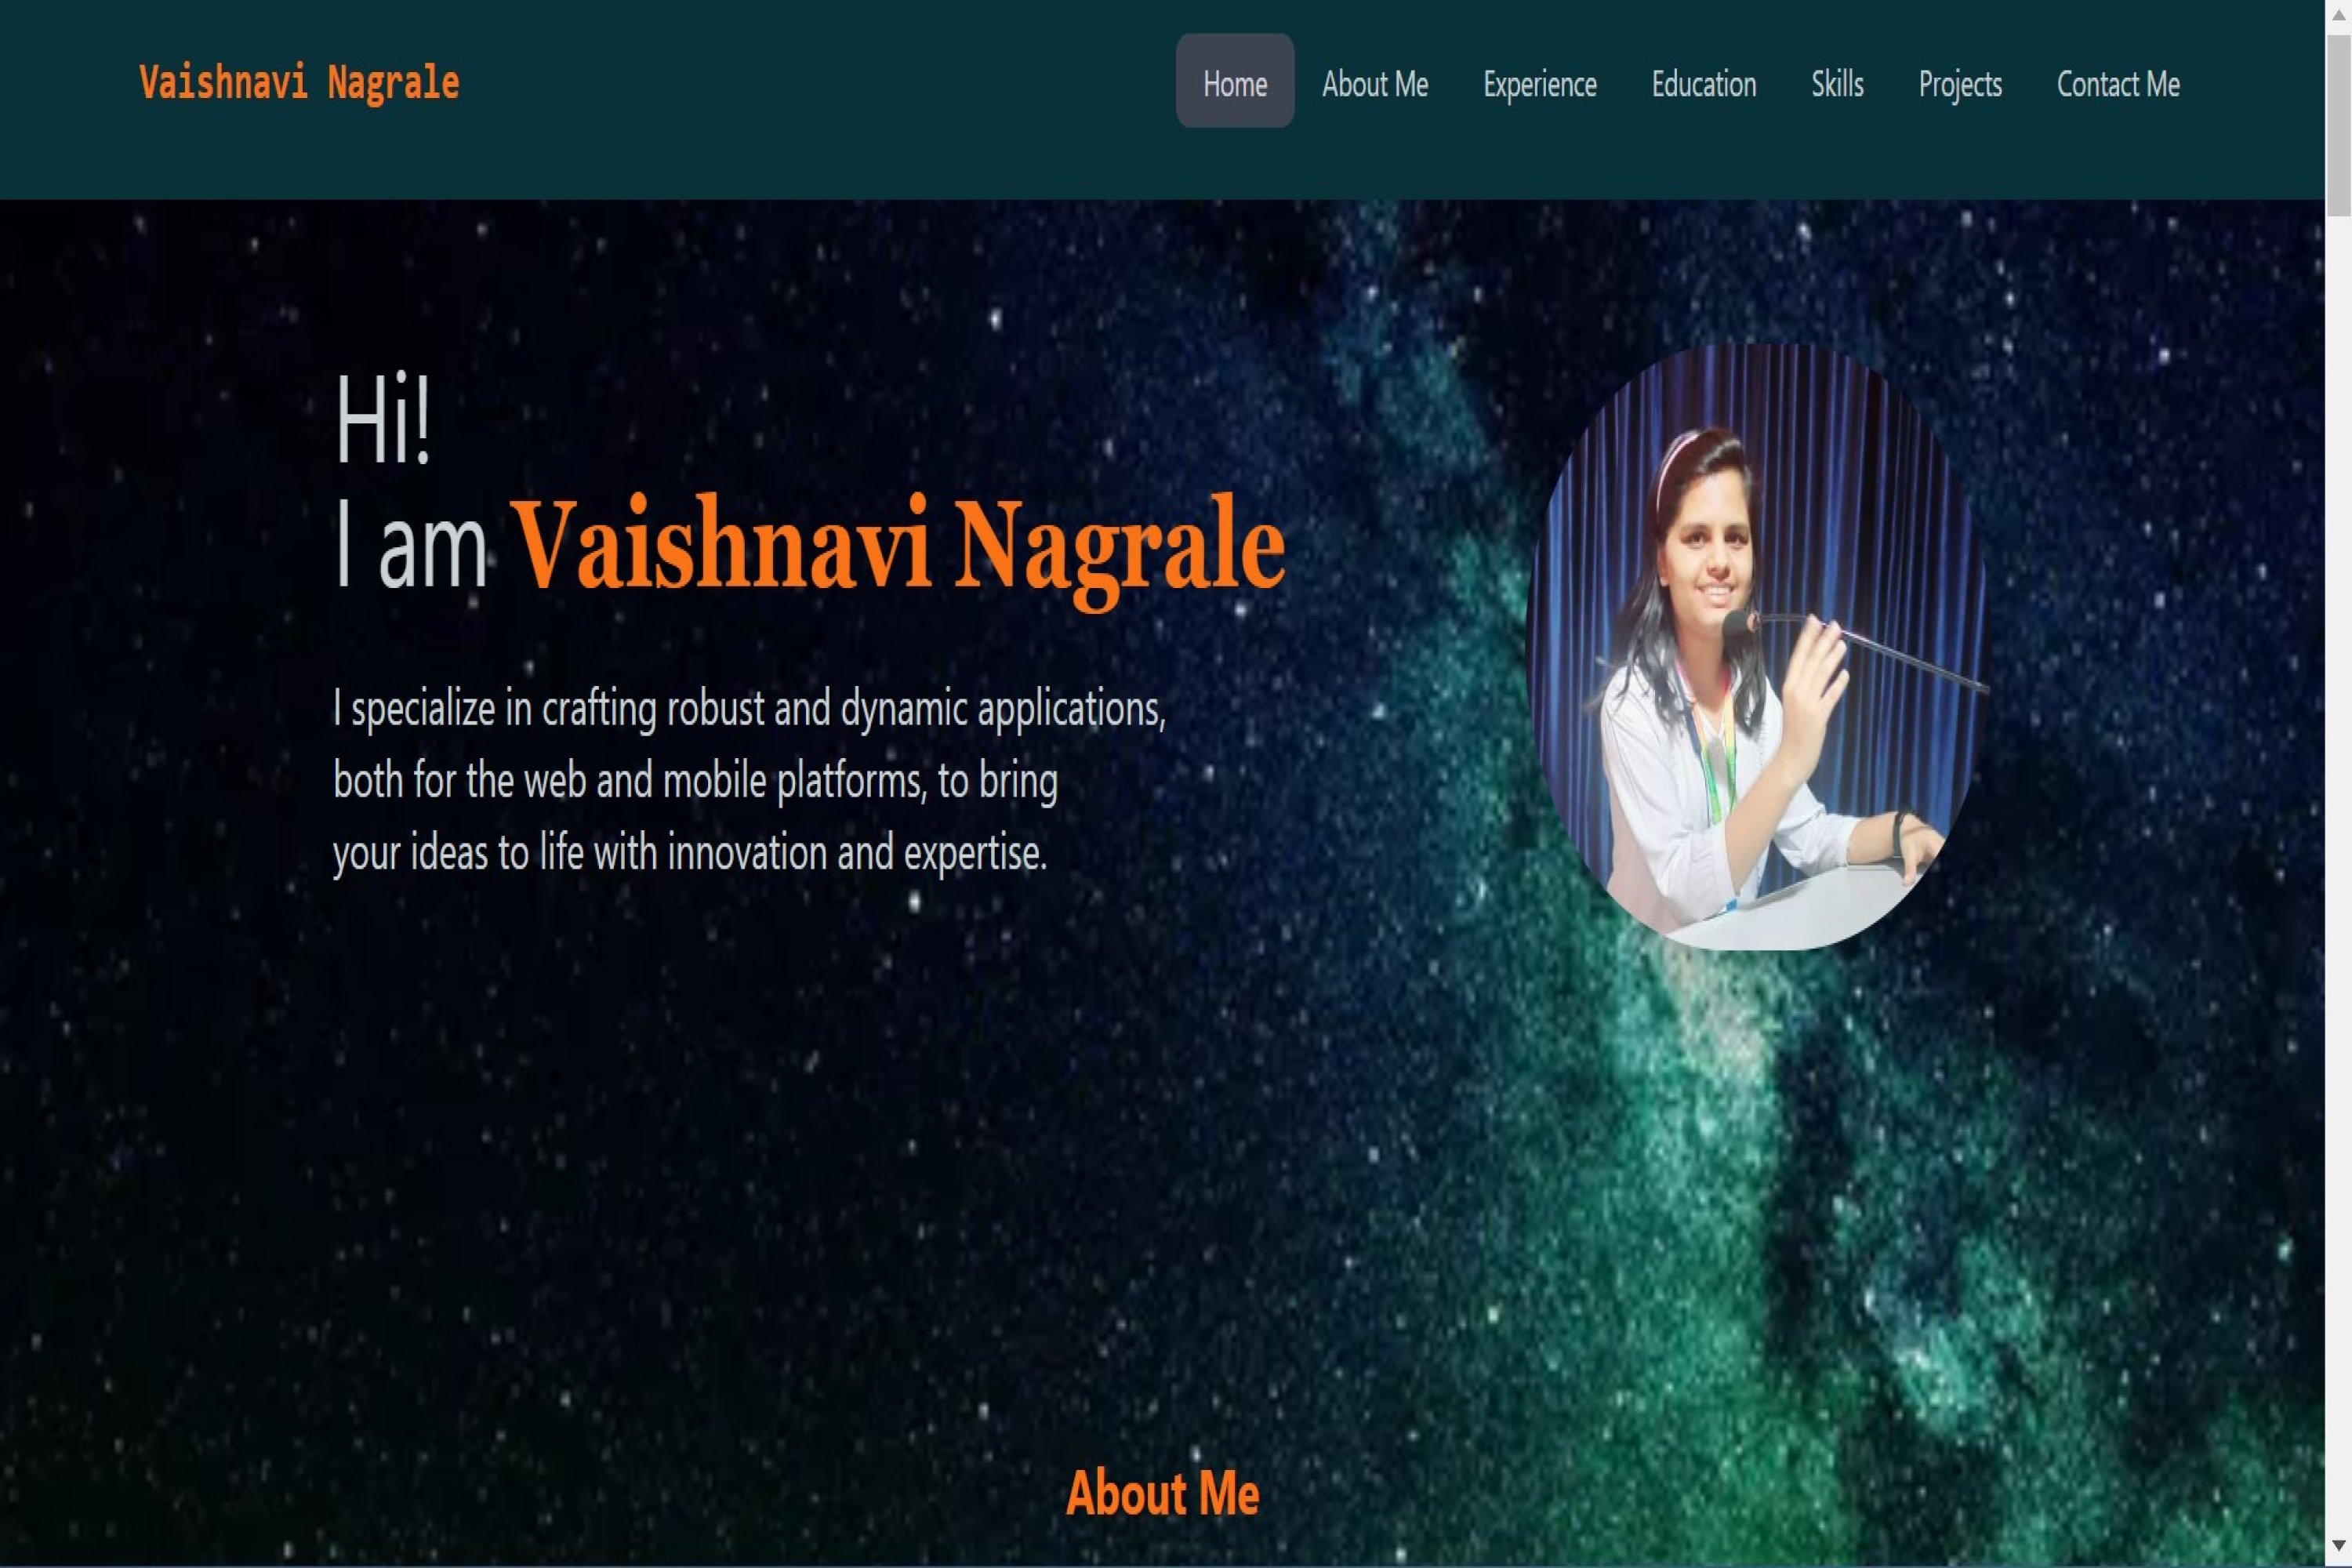 Vaishnavi Nagrale
Home About Me Experience Education Skills Projects Contact Me
Hi!
I am Vaishnavi Nagrale
I specialize in crafting robust and dynamic applications,
both for the web and mobile platforms, to bring
your ideas to life with innovation and expertise.
About Me